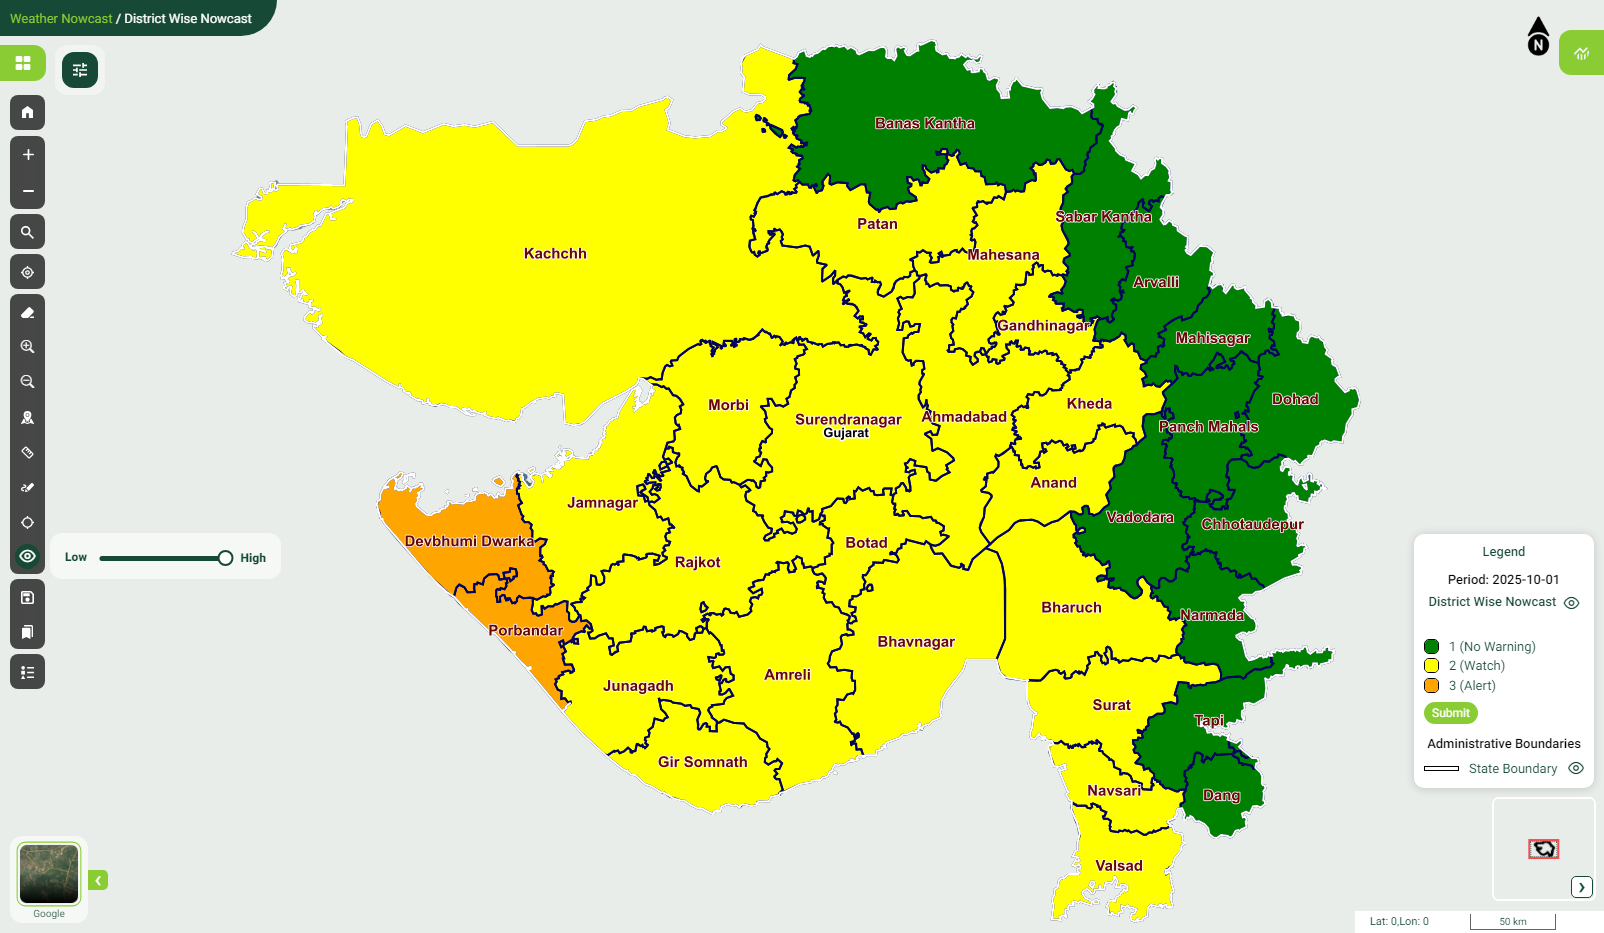 Weather Nowcast / District Wise Nowcast
N
Banas Kantha
Sabar Kantha
Patan
Kachchh
Mahesana
Arvalli
Gandhinagar
Mahisagar
Dohad
Morbi
Kheda
Surendranagar
Ahmadabad
Gujarat
Panch Mahals
Anand
Jamnagar
Vadodara
Chhotaudepur
Devbhumi Dwarka
Botad
Low
High
Rajkot
Bharuch
Narmada
Porbandar
Bhavnagar
Amreli
Junagadh
Surat
Tapi
Gir Somnath
Navsari
Dang
Valsad
Legend
Period: 2025-10-01
District Wise Nowcast
1 (No Warning)
2 (Watch)
3 (Alert)
Submit
Administrative Boundaries
State Boundary
Google
Lat: 0,Lon: 0
50 km